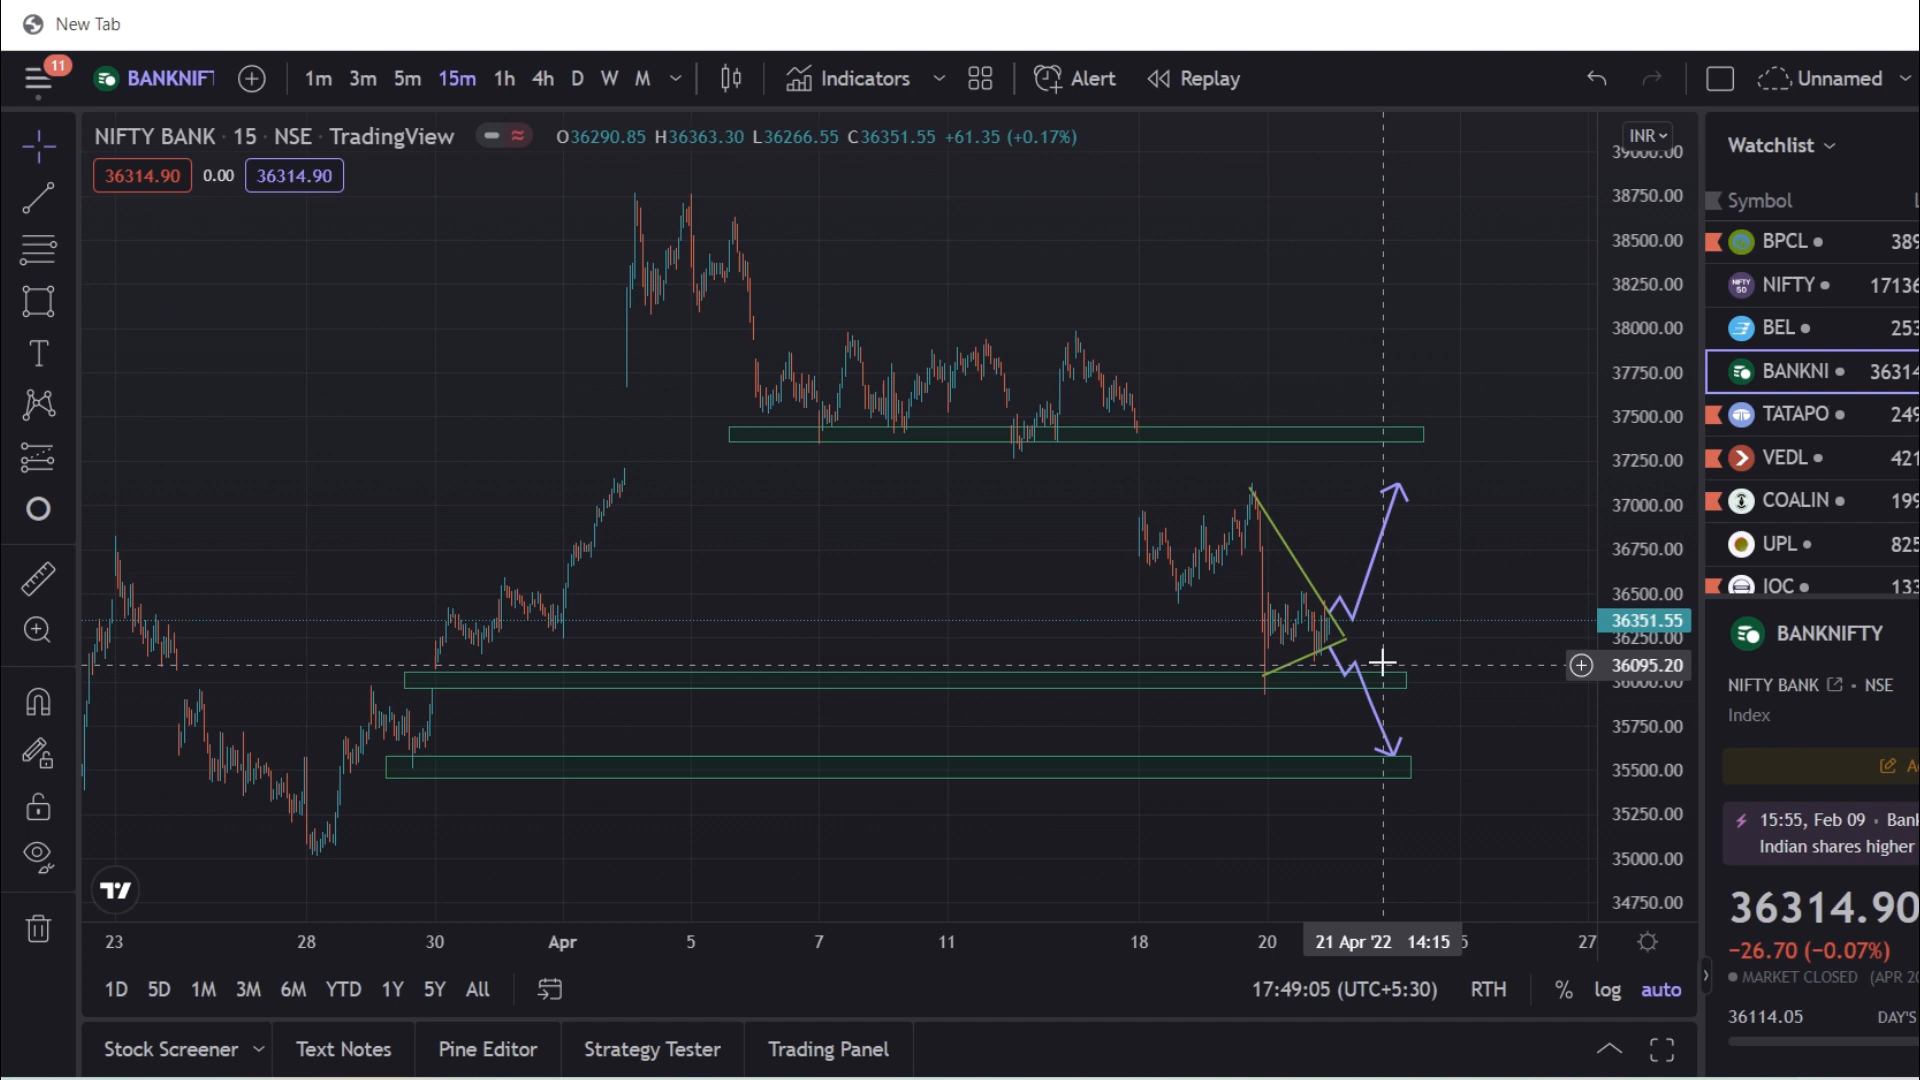 New Tab
11
BANKNIFT
1m 3m 5m 15m 1h 4h D W M
Indicators
Alert
Replay
Unnamed
NIFTY BANK · 15 · NSE · TradingView
O36290.85 H36363.30 L36266.55 C36351.55 +61.35 (+0.17%)
36314.90 0.00 36314.90
INR
39000.00
38750.00
38500.00
38250.00
38000.00
37750.00
37500.00
37250.00
37000.00
36750.00
36500.00
36351.55
36250.00
36095.20
36000.00
35750.00
35500.00
35250.00
35000.00
34750.00
23 28 30 Apr 5 7 11 18 20 21 Apr '22 14:15 27
1D 5D 1M 3M 6M YTD 1Y 5Y All
17:49:05 (UTC+5:30) RTH % log auto
Stock Screener Text Notes Pine Editor Strategy Tester Trading Panel
Watchlist
Symbol
BPCL 389
NIFTY 17136
BEL 253
BANKNI 36314
TATAPO 249
VEDL 421
COALIN 199
UPL 825
IOC 133
BANKNIFTY
NIFTY BANK · NSE
Index
15:55, Feb 09 · Bank
Indian shares higher
36314.90
−26.70 (−0.07%)
MARKET CLOSED (APR 20
36114.05 DAY'S